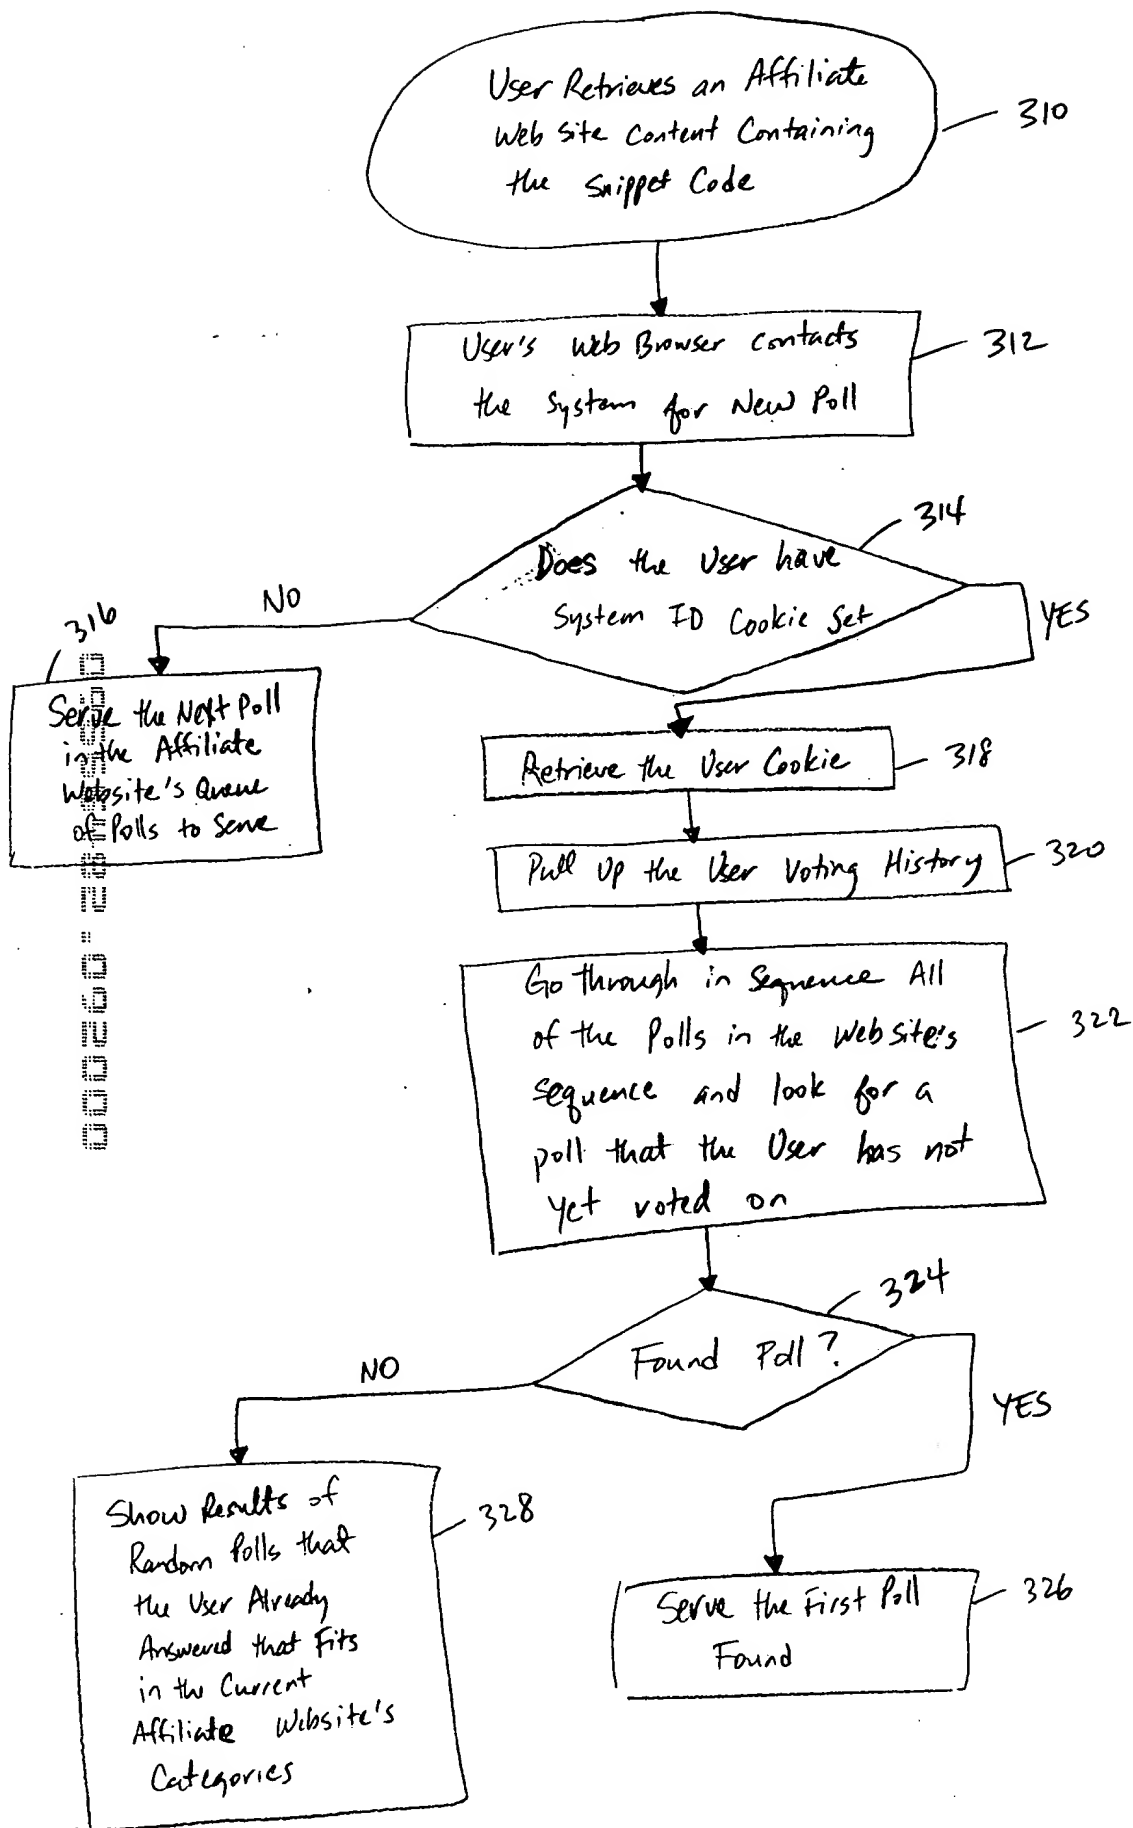 User Retrieves an Affiliate
Web Site Content Containing
the Snippet Code
310
User's Web Browser Contacts
the System for New Poll
312
Does the User have
System ID Cookie Set
314
NO
YES
316
Serve the Next Poll
in the Affiliate
Website's Queue
of Polls to Serve
Retrieve the User Cookie
318
Pull Up the User Voting History
320
Go through in Sequence All
of the Polls in the Website's
sequence and look for a
poll that the User has not
yet voted on
322
Found Poll?
324
NO
YES
Show Results of
Random Polls that
the User Already
Answered that Fits
in the Current
Affiliate Website's
Categories
328
Serve the First Poll
Found
326